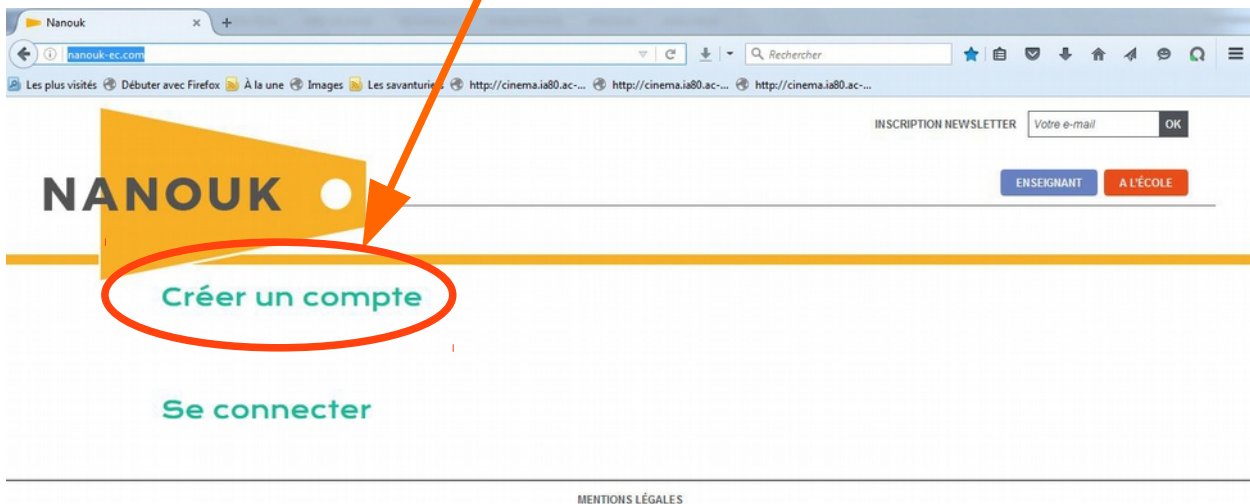 Nanouk × +
nanouk-ec.com Rechercher
Les plus visités Débuter avec Firefox À la une Images Les savanturiers http://cinema.ia80.ac-... http://cinema.ia80.ac-... http://cinema.ia80.ac-...
INSCRIPTION NEWSLETTER Votre e-mail OK
NANOUK
ENSEIGNANT A L'ÉCOLE
Créer un compte
Se connecter
MENTIONS LÉGALES